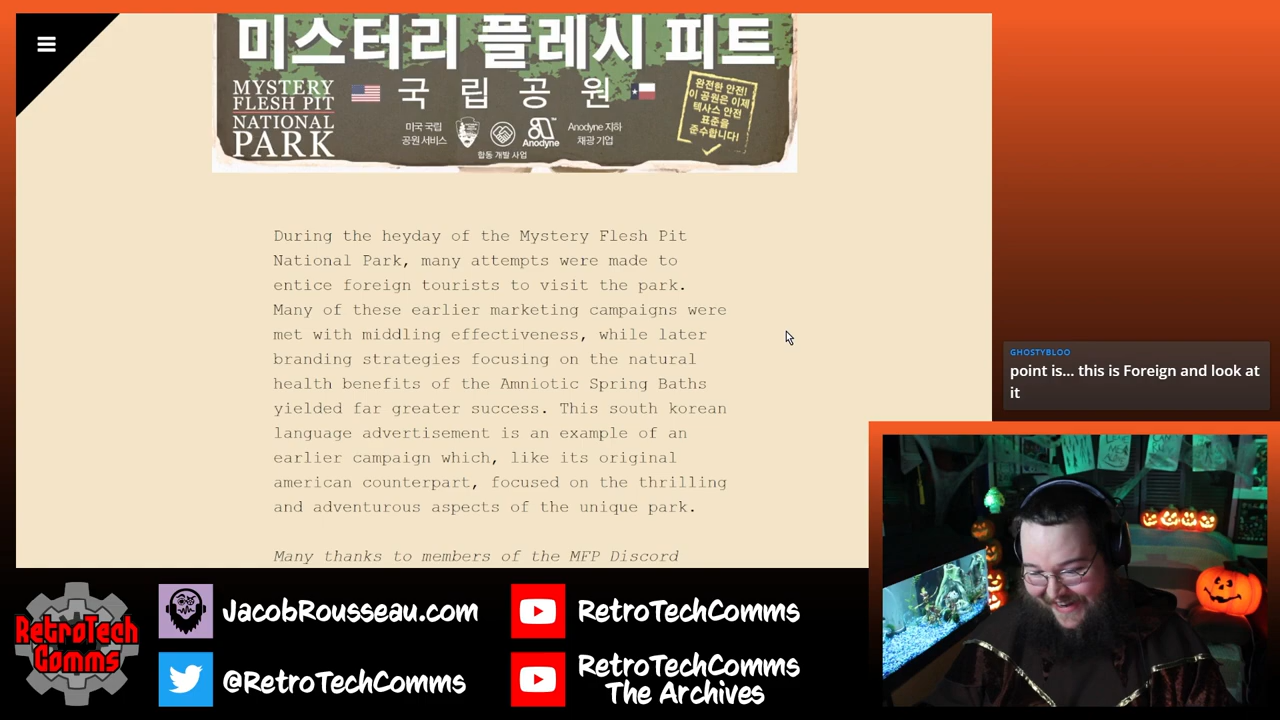 미스터리 플레시 피트
MYSTERY
FLESH PIT
NATIONAL
PARK
국 립 공 원
완전한 안전!
이 공원은 이제
텍사스 안전
표준을
준수합니다!
미국 국립
공원 서비스
Anodyne
Anodyne 지하
채광 기업
합동 개발 사업
During the heyday of the Mystery Flesh Pit
National Park, many attempts were made to
entice foreign tourists to visit the park.
Many of these earlier marketing campaigns were
met with middling effectiveness, while later
branding strategies focusing on the natural
health benefits of the Amniotic Spring Baths
yielded far greater success. This south korean
language advertisement is an example of an
earlier campaign which, like its original
american counterpart, focused on the thrilling
and adventurous aspects of the unique park.
Many thanks to members of the MFP Discord
GHOSTYBLOO
point is... this is Foreign and look at
it
RetroTech
Comms
JacobRousseau.com
@RetroTechComms
RetroTechComms
RetroTechComms
The Archives